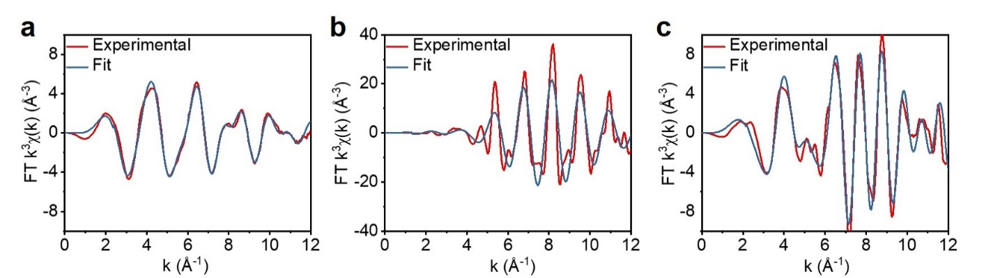 a
Experimental
Fit
8
4
0
-4
-8
FT k³χ(k) (Å⁻³)
0 2 4 6 8 10 12
k (Å⁻¹)
b
Experimental
Fit
40
20
0
-20
-40
FT k³χ(k) (Å⁻³)
0 2 4 6 8 10 12
k (Å⁻¹)
c
Experimental
Fit
8
4
0
-4
-8
FT k³χ(k) (Å⁻³)
0 2 4 6 8 10 12
k (Å⁻¹)